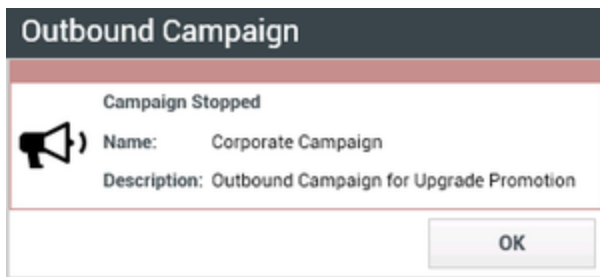 Outbound Campaign
Campaign Stopped
Name: Corporate Campaign
Description: Outbound Campaign for Upgrade Promotion
OK